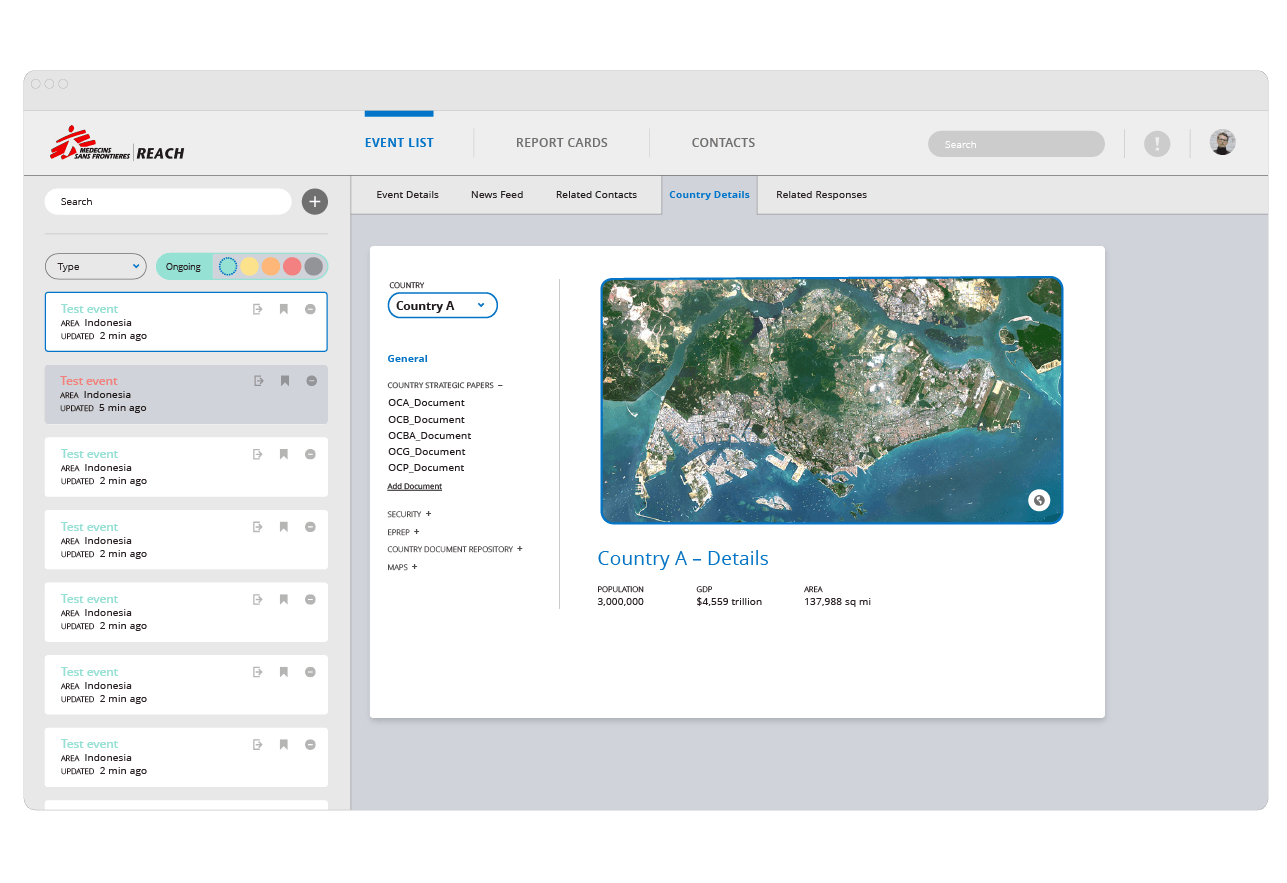 MEDECINS
SANS FRONTIERES
REACH
EVENT LIST
REPORT CARDS
CONTACTS
Search
!
Search
+
Type
Ongoing
Test event
AREA Indonesia
UPDATED 2 min ago
Test event
AREA Indonesia
UPDATED 5 min ago
Test event
AREA Indonesia
UPDATED 2 min ago
Test event
AREA Indonesia
UPDATED 2 min ago
Test event
AREA Indonesia
UPDATED 2 min ago
Test event
AREA Indonesia
UPDATED 2 min ago
Test event
AREA Indonesia
UPDATED 2 min ago
Event Details
News Feed
Related Contacts
Country Details
Related Responses
COUNTRY
Country A
General
COUNTRY STRATEGIC PAPERS –
OCA_Document
OCB_Document
OCBA_Document
OCG_Document
OCP_Document
Add Document
SECURITY +
EPREP +
COUNTRY DOCUMENT REPOSITORY +
MAPS +
Country A – Details
POPULATION
3,000,000
GDP
$4,559 trillion
AREA
137,988 sq mi